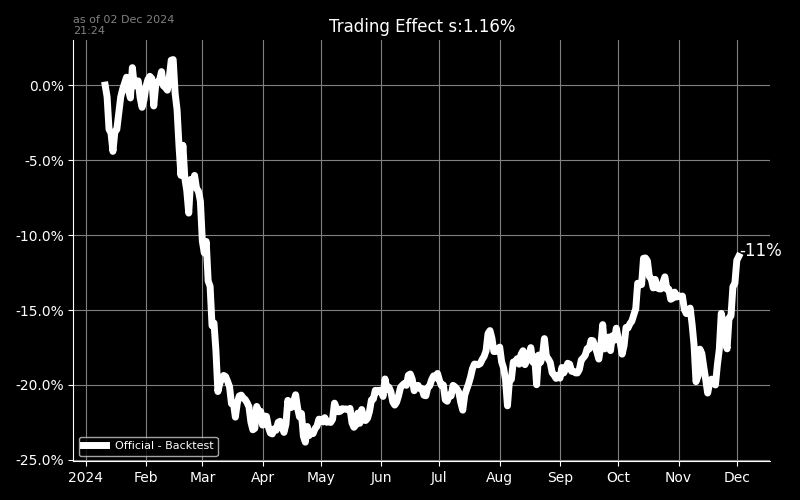 as of 02 Dec 2024
21:24
Trading Effect s:1.16%
0.0%
-5.0%
-10.0%
-15.0%
-20.0%
-25.0%
-11%
Official - Backtest
2024 Feb Mar Apr May Jun Jul Aug Sep Oct Nov Dec